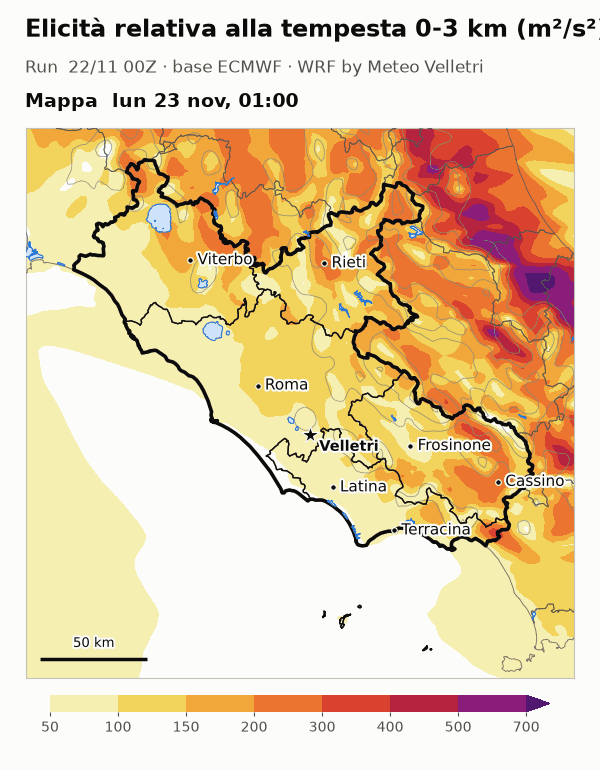 Elicità relativa alla tempesta 0-3 km (m²/s²)
Run 22/11 00Z · base ECMWF · WRF by Meteo Velletri
Mappa lun 23 nov, 01:00
Viterbo
Rieti
Roma
Velletri
Frosinone
Cassino
Latina
Terracina
50 km
50 100 150 200 300 400 500 700